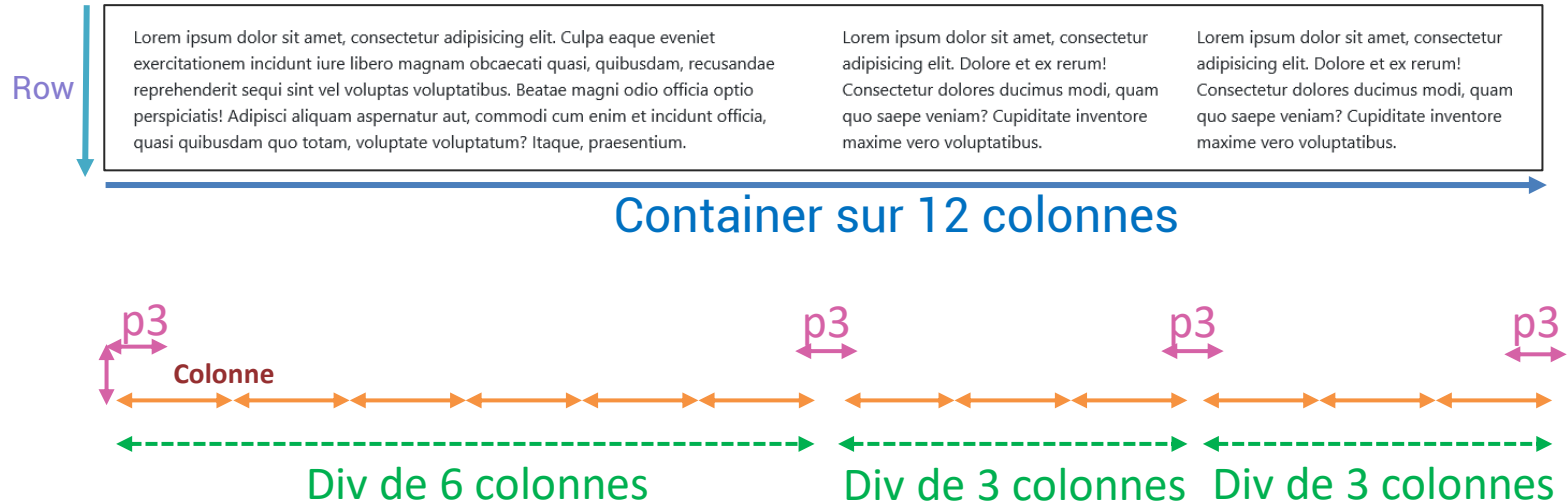 Row
Lorem ipsum dolor sit amet, consectetur adipisicing elit. Culpa eaque eveniet
exercitationem incidunt iure libero magnam obcaecati quasi, quibusdam, recusandae
reprehenderit sequi sint vel voluptas voluptatibus. Beatae magni odio officia optio
perspiciatis! Adipisci aliquam aspernatur aut, commodi cum enim et incidunt officia,
quasi quibusdam quo totam, voluptate voluptatum? Itaque, praesentium.
Lorem ipsum dolor sit amet, consectetur
adipisicing elit. Dolore et ex rerum!
Consectetur dolores ducimus modi, quam
quo saepe veniam? Cupiditate inventore
maxime vero voluptatibus.
Lorem ipsum dolor sit amet, consectetur
adipisicing elit. Dolore et ex rerum!
Consectetur dolores ducimus modi, quam
quo saepe veniam? Cupiditate inventore
maxime vero voluptatibus.
Container sur 12 colonnes
p3
p3
p3
p3
Colonne
Div de 6 colonnes
Div de 3 colonnes
Div de 3 colonnes